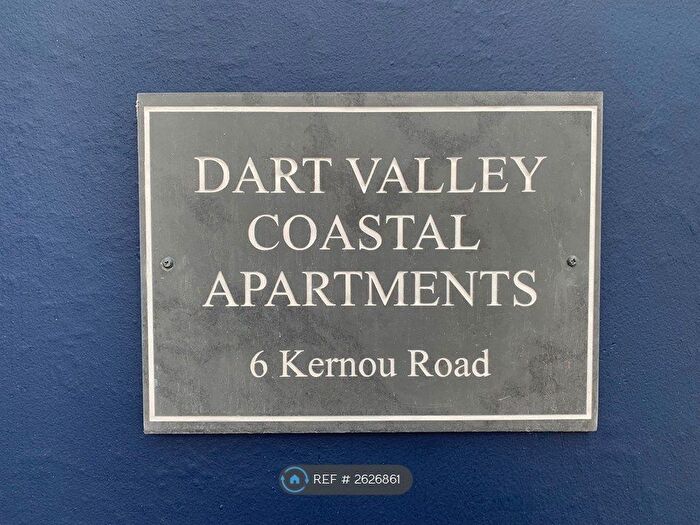 DART VALLEY
COASTAL
APARTMENTS
6 Kernou Road
REF # 2626861